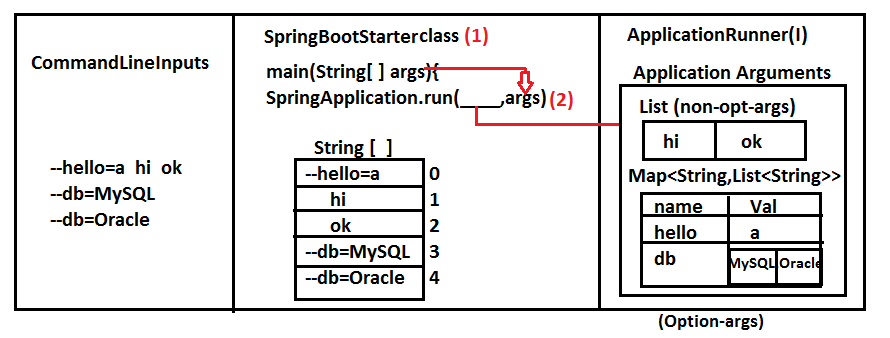 CommandLineInputs
--hello=a hi ok
--db=MySQL
--db=Oracle
SpringBootStarterclass (1)
main(String[ ] args){
SpringApplication.run(____,args) (2)
String [ ]
--hello=a 0
hi 1
ok 2
--db=MySQL 3
--db=Oracle 4
ApplicationRunner(I)
Application Arguments
List (non-opt-args)
hi ok
Map<String,List<String>>
name Val
hello a
db MySQL Oracle
(Option-args)